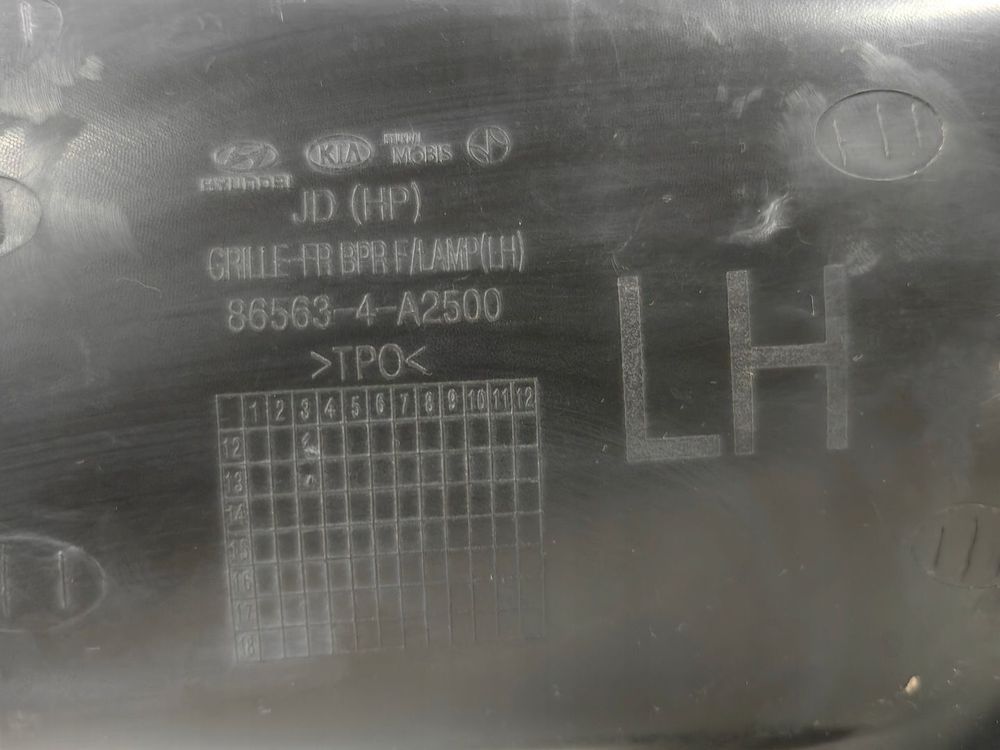 HYUNDAI KIA HYUNDAI MOBIS
JD (HP)
GRILLE-FR BPR F/LAMP(LH)
86563-4-A2500
>TPO<
LH
1 2 3 4 5 6 7 8 9 10 11 12
12
13
14
15
16
17
18